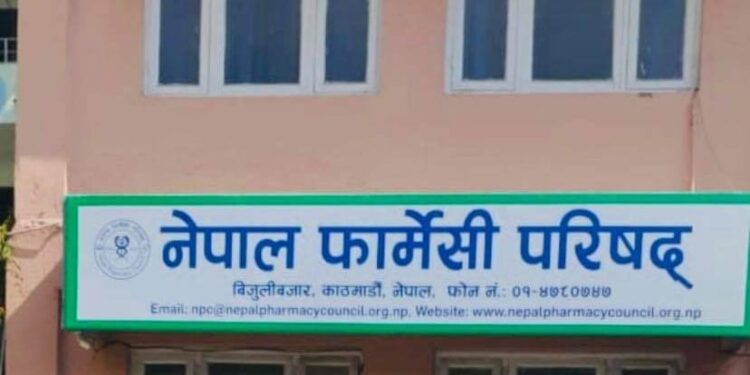 नेपाल फार्मेसी परिषद्
बिजुलीबजार, काठमाडौं, नेपाल, फोन नं.: ०१-४७८०७४७
Email: npc@nepalpharmacycouncil.org.np, Website: www.nepalpharmacycouncil.org.np